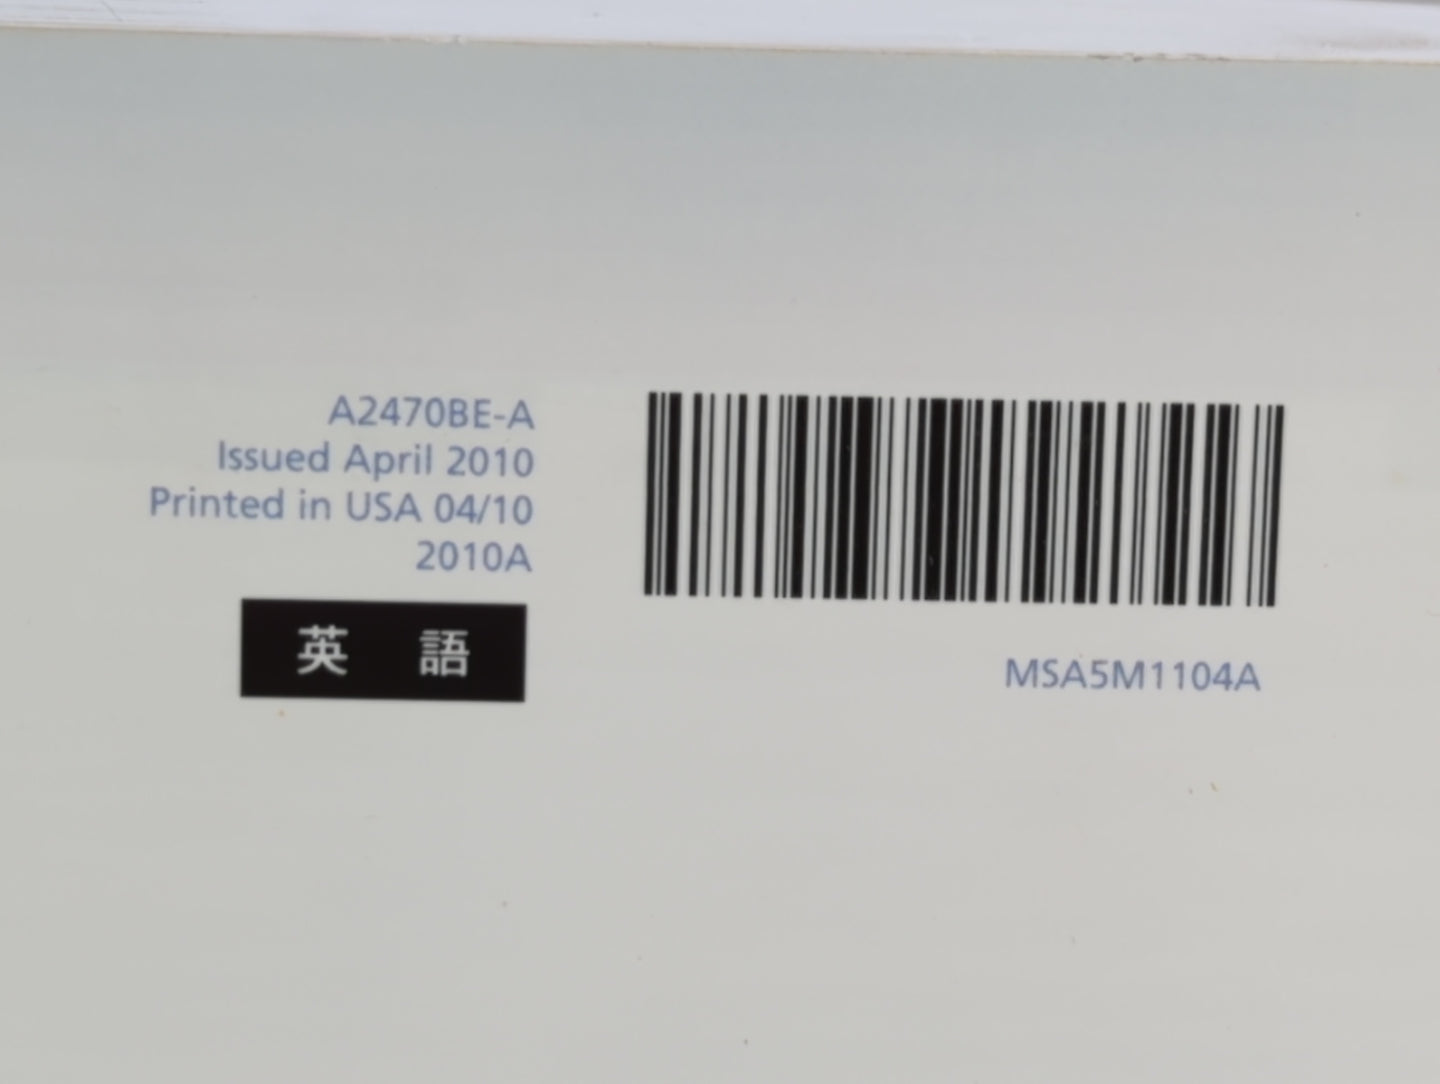 A2470BE-A
Issued April 2010
Printed in USA 04/10
2010A
英 語
MSA5M1104A